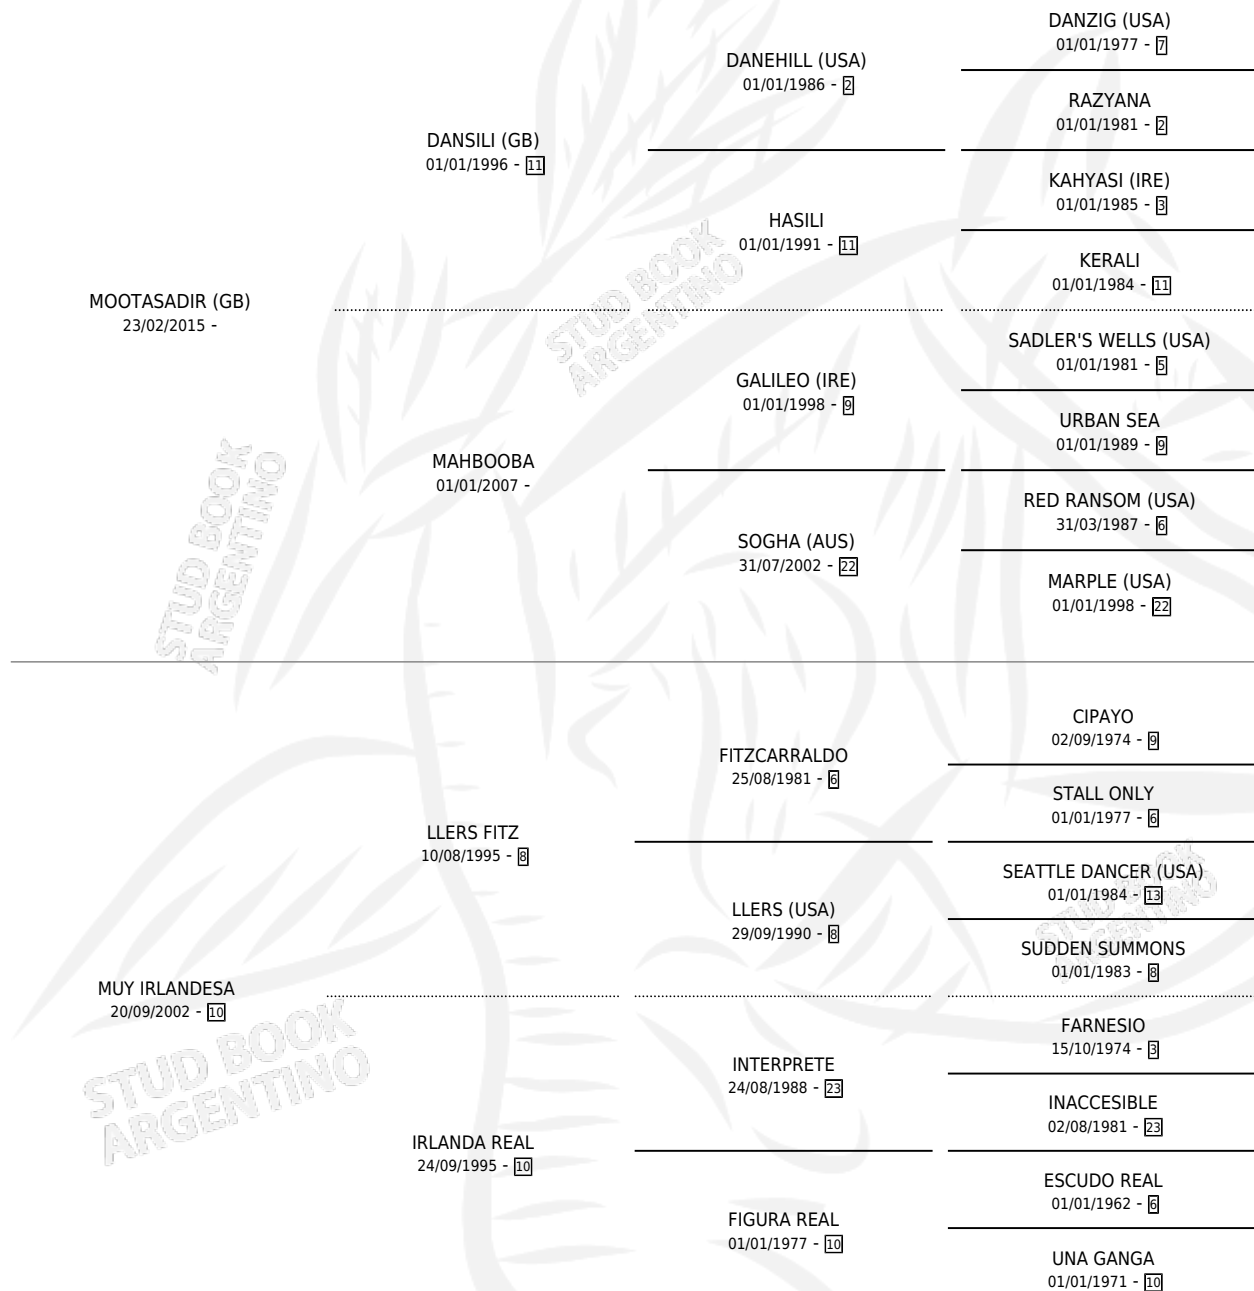 DANZIG (USA)
01/01/1977 - 7
DANEHILL (USA)
01/01/1986 - 2
RAZYANA
01/01/1981 - 2
DANSILI (GB)
01/01/1996 - 11
KAHYASI (IRE)
01/01/1985 - 3
HASILI
01/01/1991 - 11
KERALI
01/01/1984 - 11
MOOTASADIR (GB)
23/02/2015 -
SADLER'S WELLS (USA)
01/01/1981 - 5
GALILEO (IRE)
01/01/1998 - 9
URBAN SEA
01/01/1989 - 9
MAHBOOBA
01/01/2007 -
RED RANSOM (USA)
31/03/1987 - 6
SOGHA (AUS)
31/07/2002 - 22
MARPLE (USA)
01/01/1998 - 22
STUD BOOK
ARGENTINO
STUD BOOK
ARGENTINO
CIPAYO
02/09/1974 - 9
FITZCARRALDO
25/08/1981 - 6
STALL ONLY
01/01/1977 - 6
LLERS FITZ
10/08/1995 - 8
SEATTLE DANCER (USA)
01/01/1984 - 13
LLERS (USA)
29/09/1990 - 8
SUDDEN SUMMONS
01/01/1983 - 8
STUD BOOK
ARGENTINO
MUY IRLANDESA
20/09/2002 - 10
FARNESIO
15/10/1974 - 3
INTERPRETE
24/08/1988 - 23
INACCESIBLE
02/08/1981 - 23
IRLANDA REAL
24/09/1995 - 10
ESCUDO REAL
01/01/1962 - 6
FIGURA REAL
01/01/1977 - 10
UNA GANGA
01/01/1971 - 10
STUD BOOK
ARGENTINO